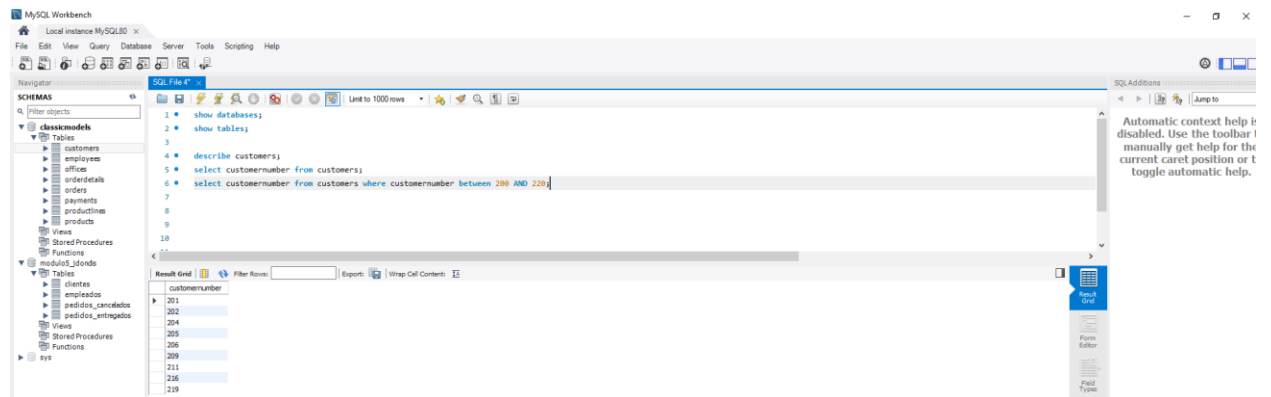 MySQL Workbench
Local instance MySQL80 ×
File Edit View Query Database Server Tools Scripting Help
Navigator
SCHEMAS
Filter objects
classicmodels
Tables
customers
employees
offices
orderdetails
orders
payments
productlines
products
Views
Stored Procedures
Functions
modulo5_jdonds
Tables
clientes
empleados
pedidos_cancelados
pedidos_entregados
Views
Stored Procedures
Functions
sys
SQL File 4* ×
Limit to 1000 rows
1 show databases;
2 show tables;
3
4 describe customers;
5 select customernumber from customers;
6 select customernumber from customers where customernumber between 200 AND 220;
7
8
9
10
Result Grid Filter Rows: Export: Wrap Cell Content:
customernumber
201
202
204
205
206
209
211
216
219
Result
Grid
Form
Editor
Field
Types
SQLAdditions
Jump to
Automatic context help is
disabled. Use the toolbar
manually get help for the
current caret position or
toggle automatic help.